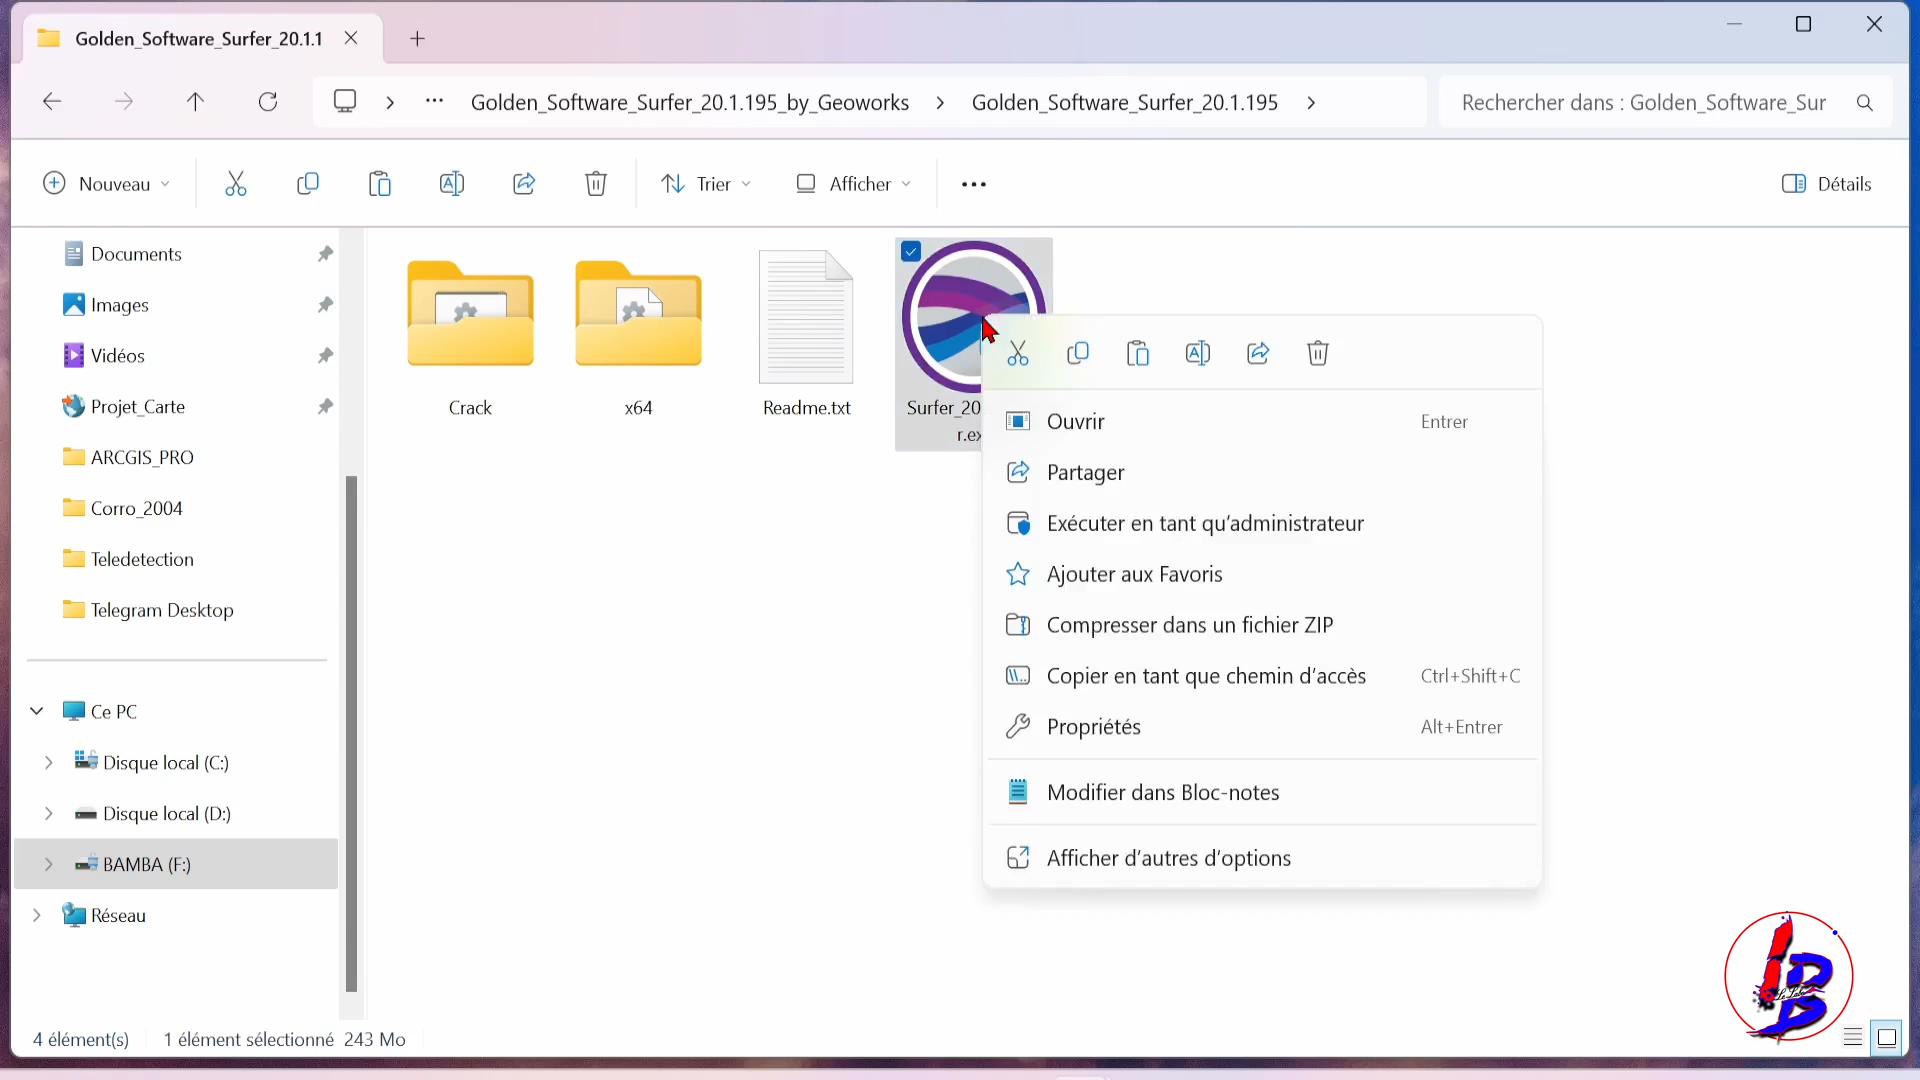 Golden_Software_Surfer_20.1.1
Golden_Software_Surfer_20.1.195_by_Geoworks
Golden_Software_Surfer_20.1.195
Rechercher dans : Golden_Software_Sur
Nouveau
Trier
Afficher
Détails
Documents
Images
Vidéos
Projet_Carte
ARCGIS_PRO
Corro_2004
Teledetection
Telegram Desktop
Ce PC
Disque local (C:)
Disque local (D:)
BAMBA (F:)
Réseau
Crack
x64
Readme.txt
Surfer_20
r.ex
Ouvrir Entrer
Partager
Exécuter en tant qu'administrateur
Ajouter aux Favoris
Compresser dans un fichier ZIP
Copier en tant que chemin d'accès Ctrl+Shift+C
Propriétés Alt+Entrer
Modifier dans Bloc-notes
Afficher d'autres d'options
4 élément(s) 1 élément sélectionné 243 Mo